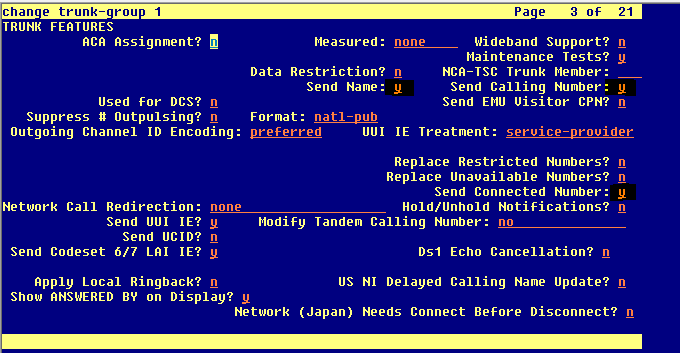 change trunk-group 1 Page 3 of 21
TRUNK FEATURES
ACA Assignment? n Measured: none Wideband Support? n
Maintenance Tests? y
Data Restriction? n NCA-TSC Trunk Member:
Send Name: y Send Calling Number: y
Used for DCS? n Send EMU Visitor CPN? n
Suppress # Outpulsing? n Format: natl-pub
Outgoing Channel ID Encoding: preferred UUI IE Treatment: service-provider
Replace Restricted Numbers? n
Replace Unavailable Numbers? n
Send Connected Number: y
Network Call Redirection: none Hold/Unhold Notifications? n
Send UUI IE? y Modify Tandem Calling Number: no
Send UCID? n
Send Codeset 6/7 LAI IE? y Ds1 Echo Cancellation? n
Apply Local Ringback? n US NI Delayed Calling Name Update? n
Show ANSWERED BY on Display? y
Network (Japan) Needs Connect Before Disconnect? n